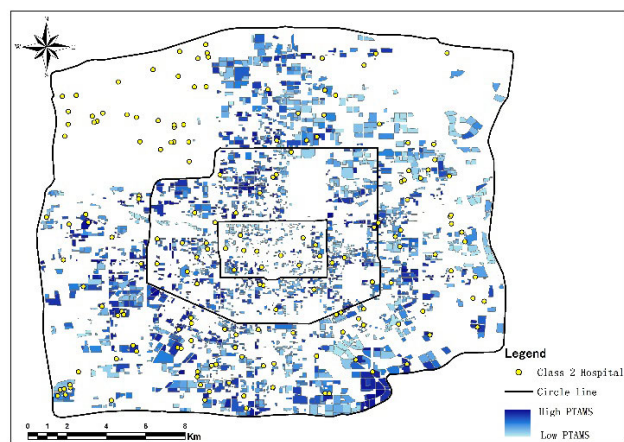 N
W
E
S
Legend
Class 2 Hospital
Circle line
High PTAMS
Low PTAMS
0 1 2 4 6 8
Km